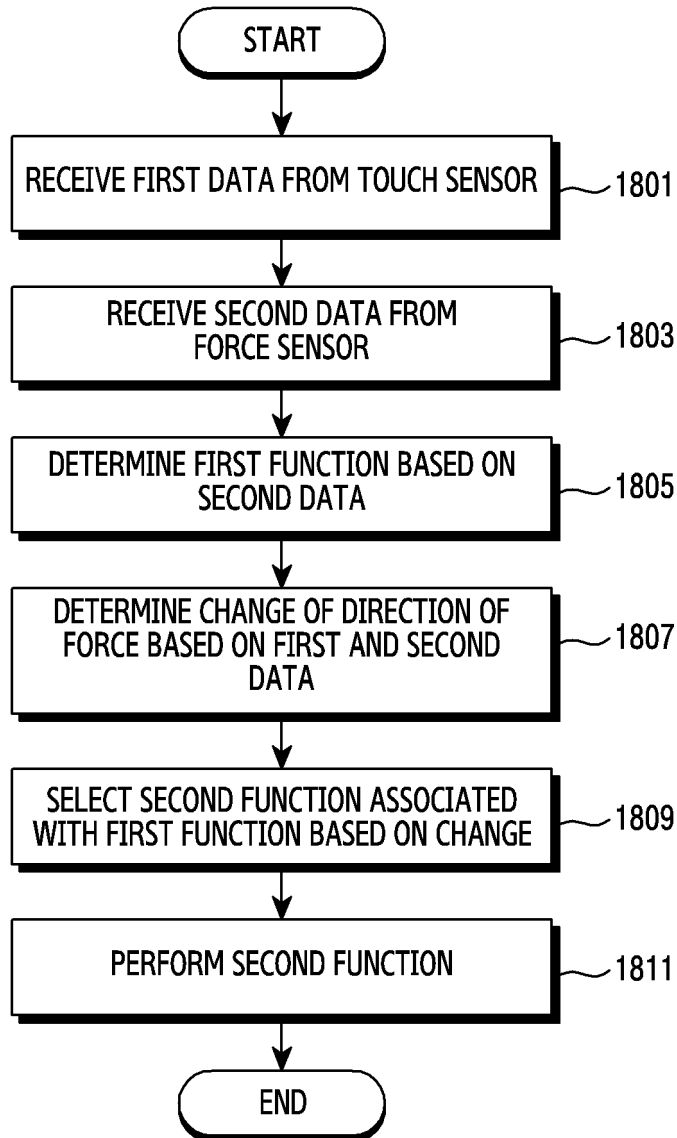 START
RECEIVE FIRST DATA FROM TOUCH SENSOR
1801
RECEIVE SECOND DATA FROM
FORCE SENSOR
1803
DETERMINE FIRST FUNCTION BASED ON
SECOND DATA
1805
DETERMINE CHANGE OF DIRECTION OF
FORCE BASED ON FIRST AND SECOND
DATA
1807
SELECT SECOND FUNCTION ASSOCIATED
WITH FIRST FUNCTION BASED ON CHANGE
1809
PERFORM SECOND FUNCTION
1811
END